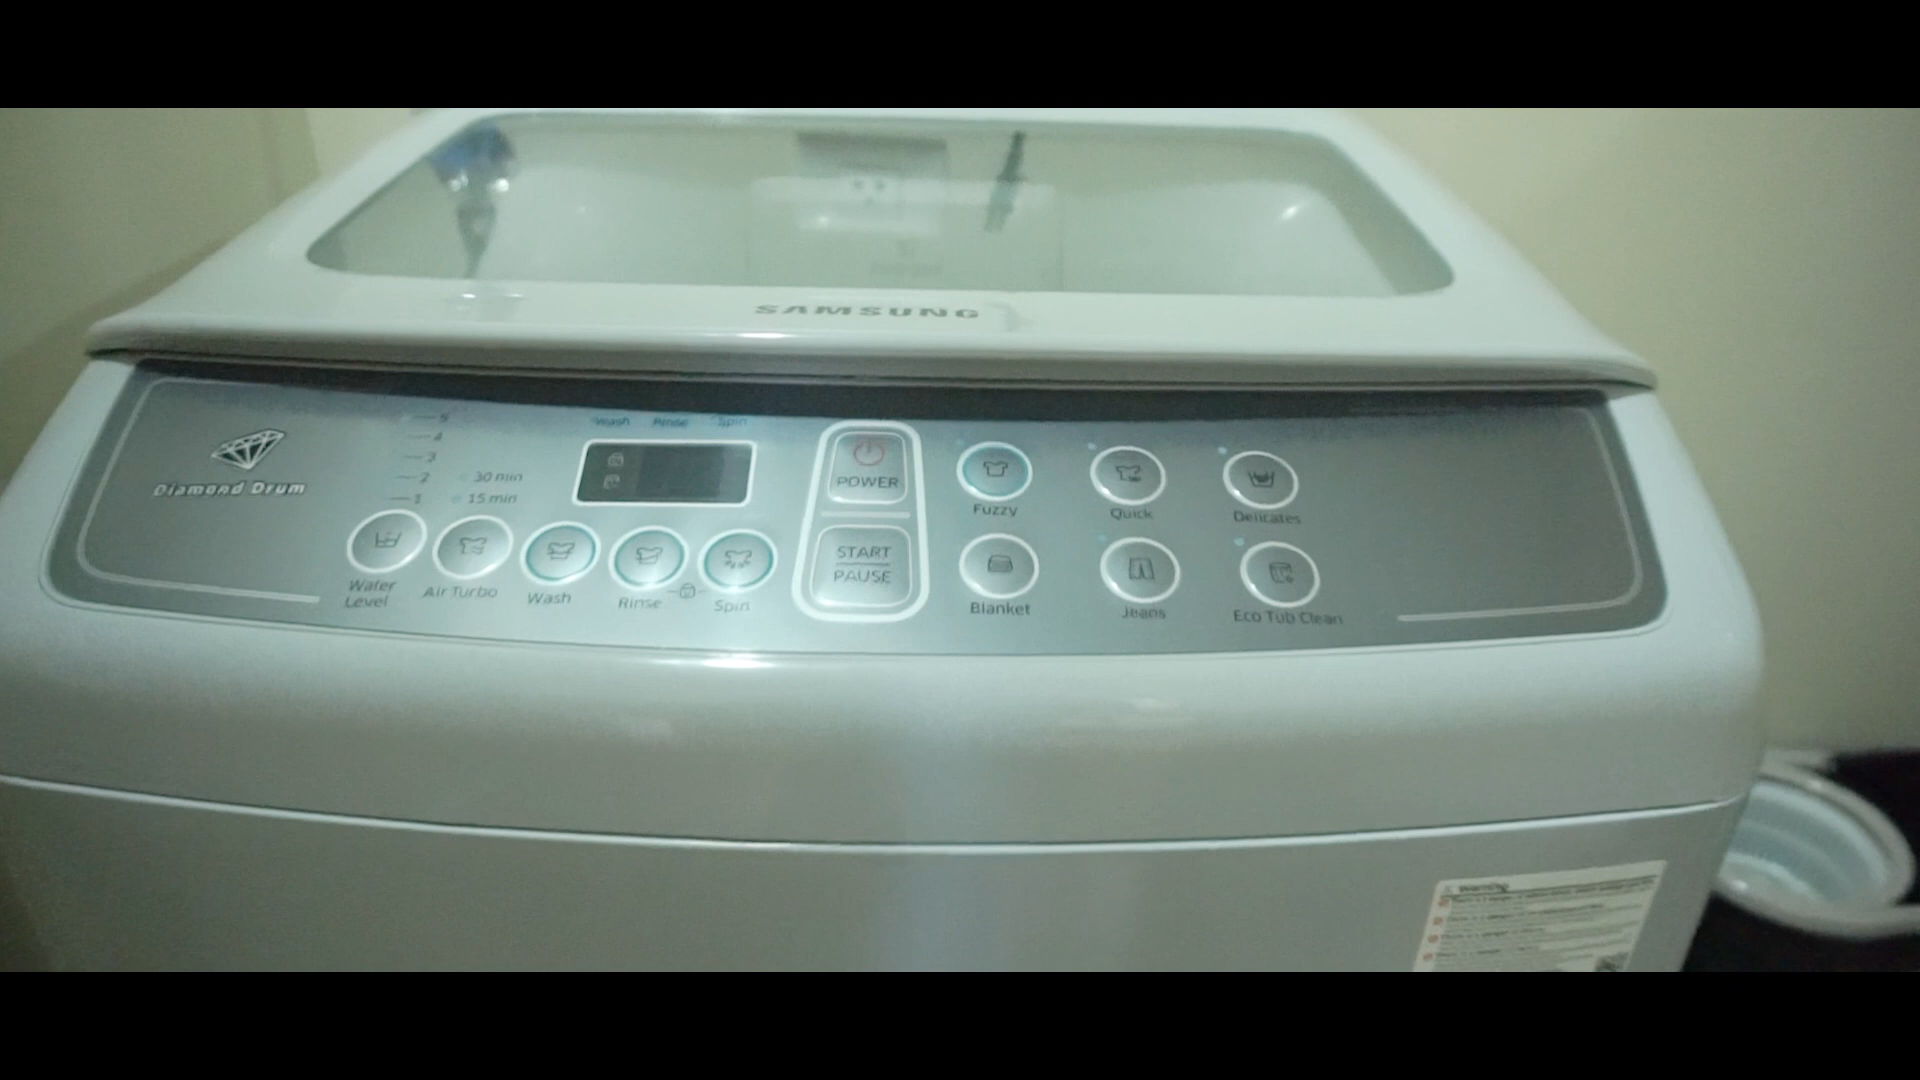 SAMSUNG
Diamond Drum
5
4
3
2
1
30 min
15 min
Wash Rinse Spin
Water Level
Air Turbo
Wash
Rinse
Spin
POWER
START
PAUSE
Fuzzy
Quick
Delicates
Blanket
Jeans
Eco Tub Clean
Warning